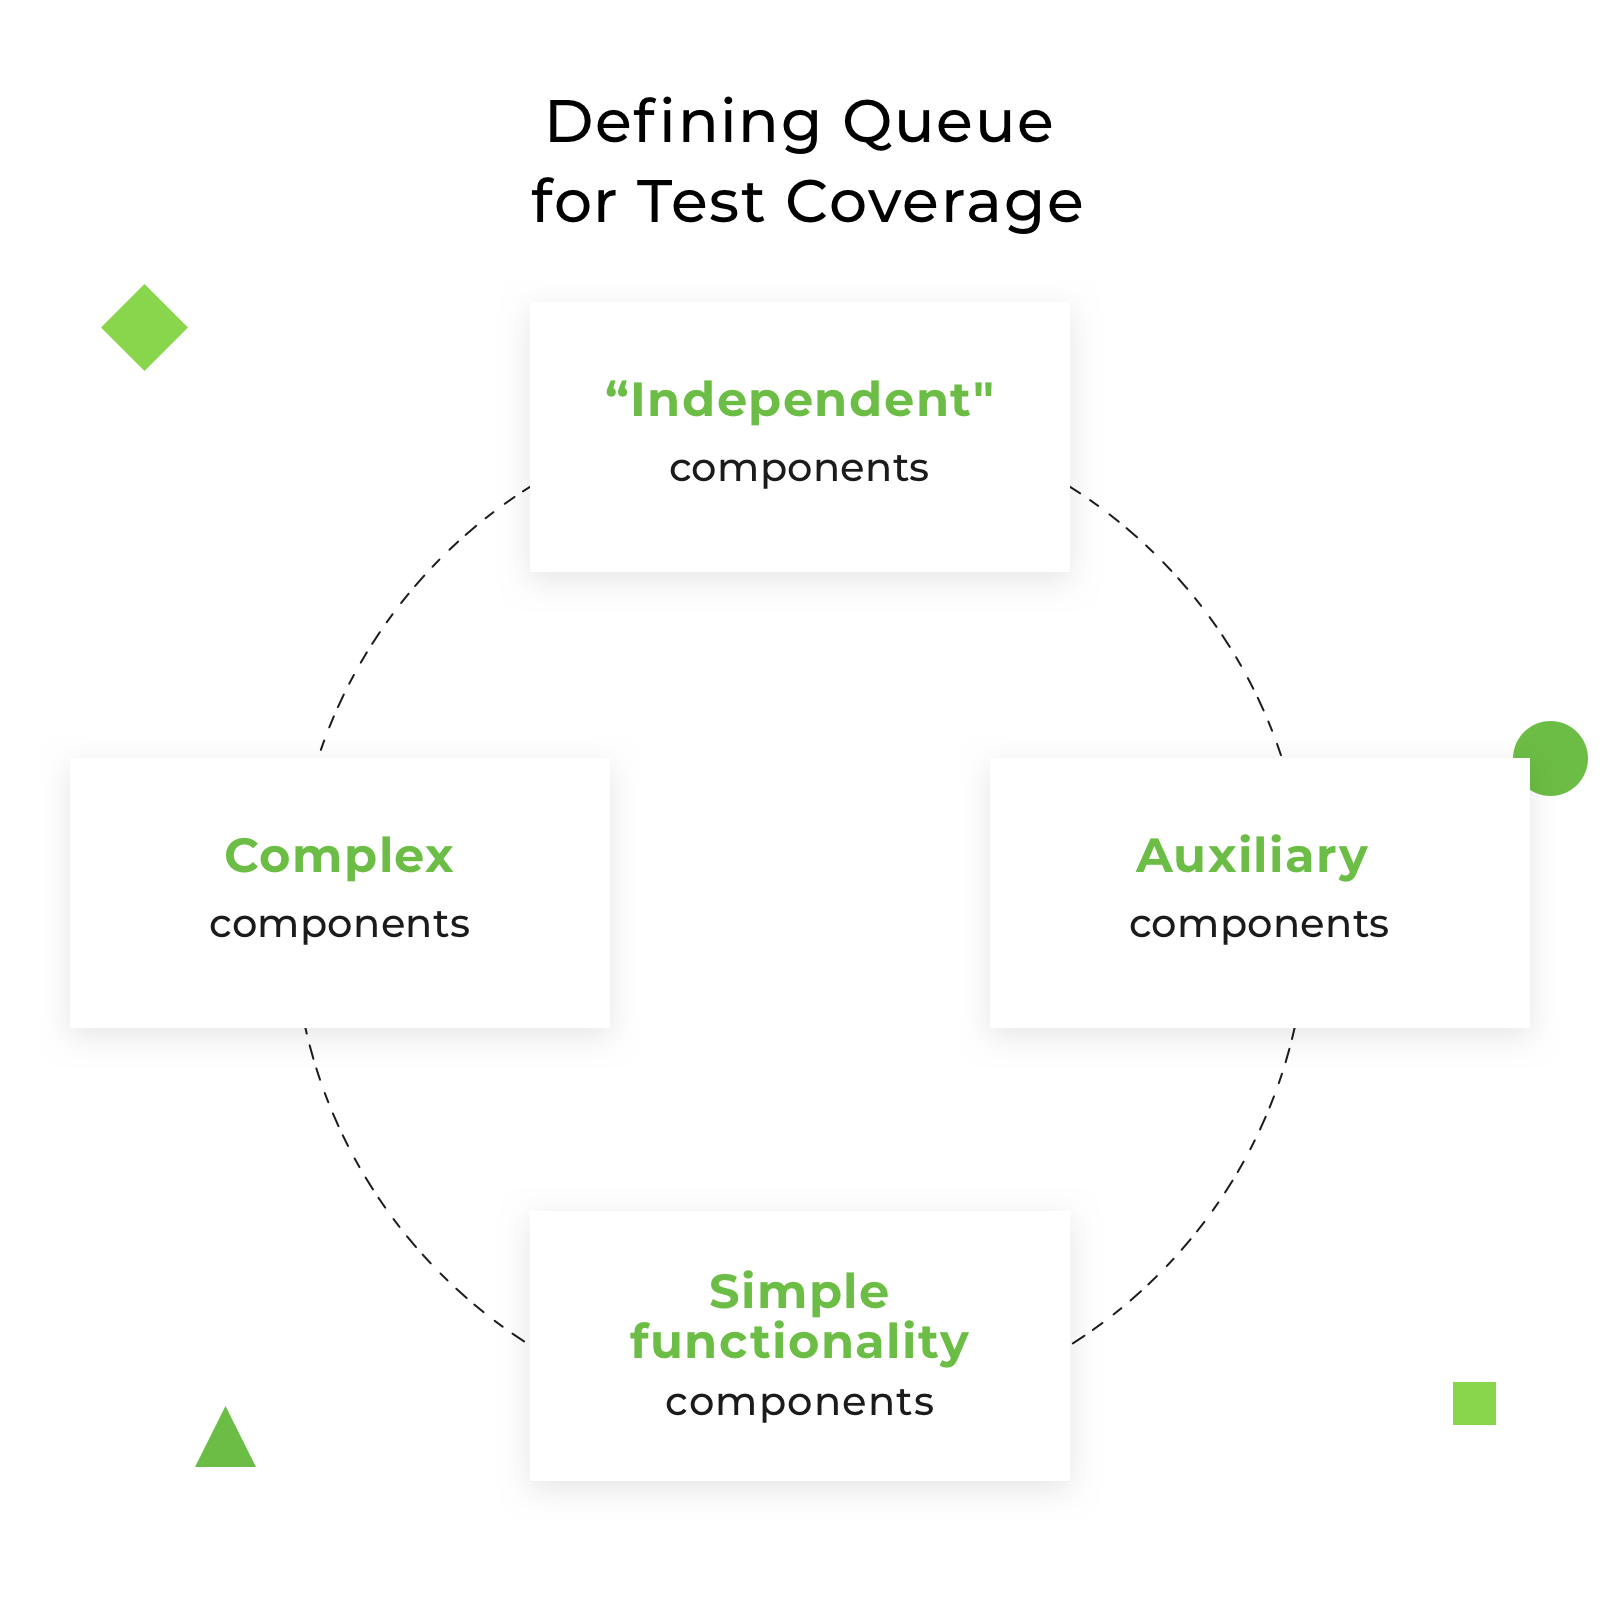 Defining Queue
for Test Coverage
“Independent"
components
Complex
components
Auxiliary
components
Simple
functionality
components